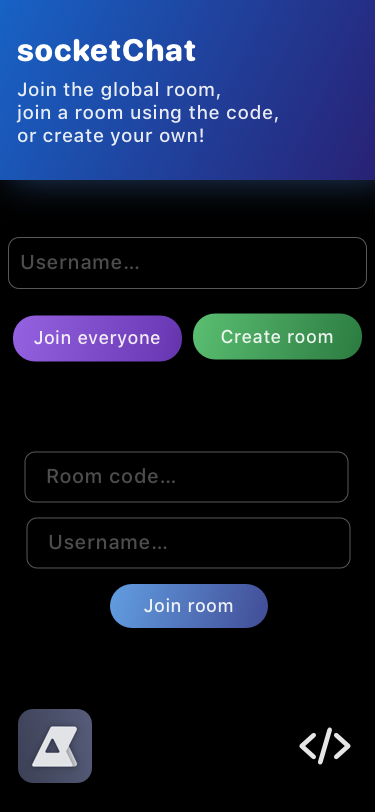 socketChat
Join the global room,
join a room using the code,
or create your own!
Username...
Join everyone
Create room
Room code...
Username...
Join room